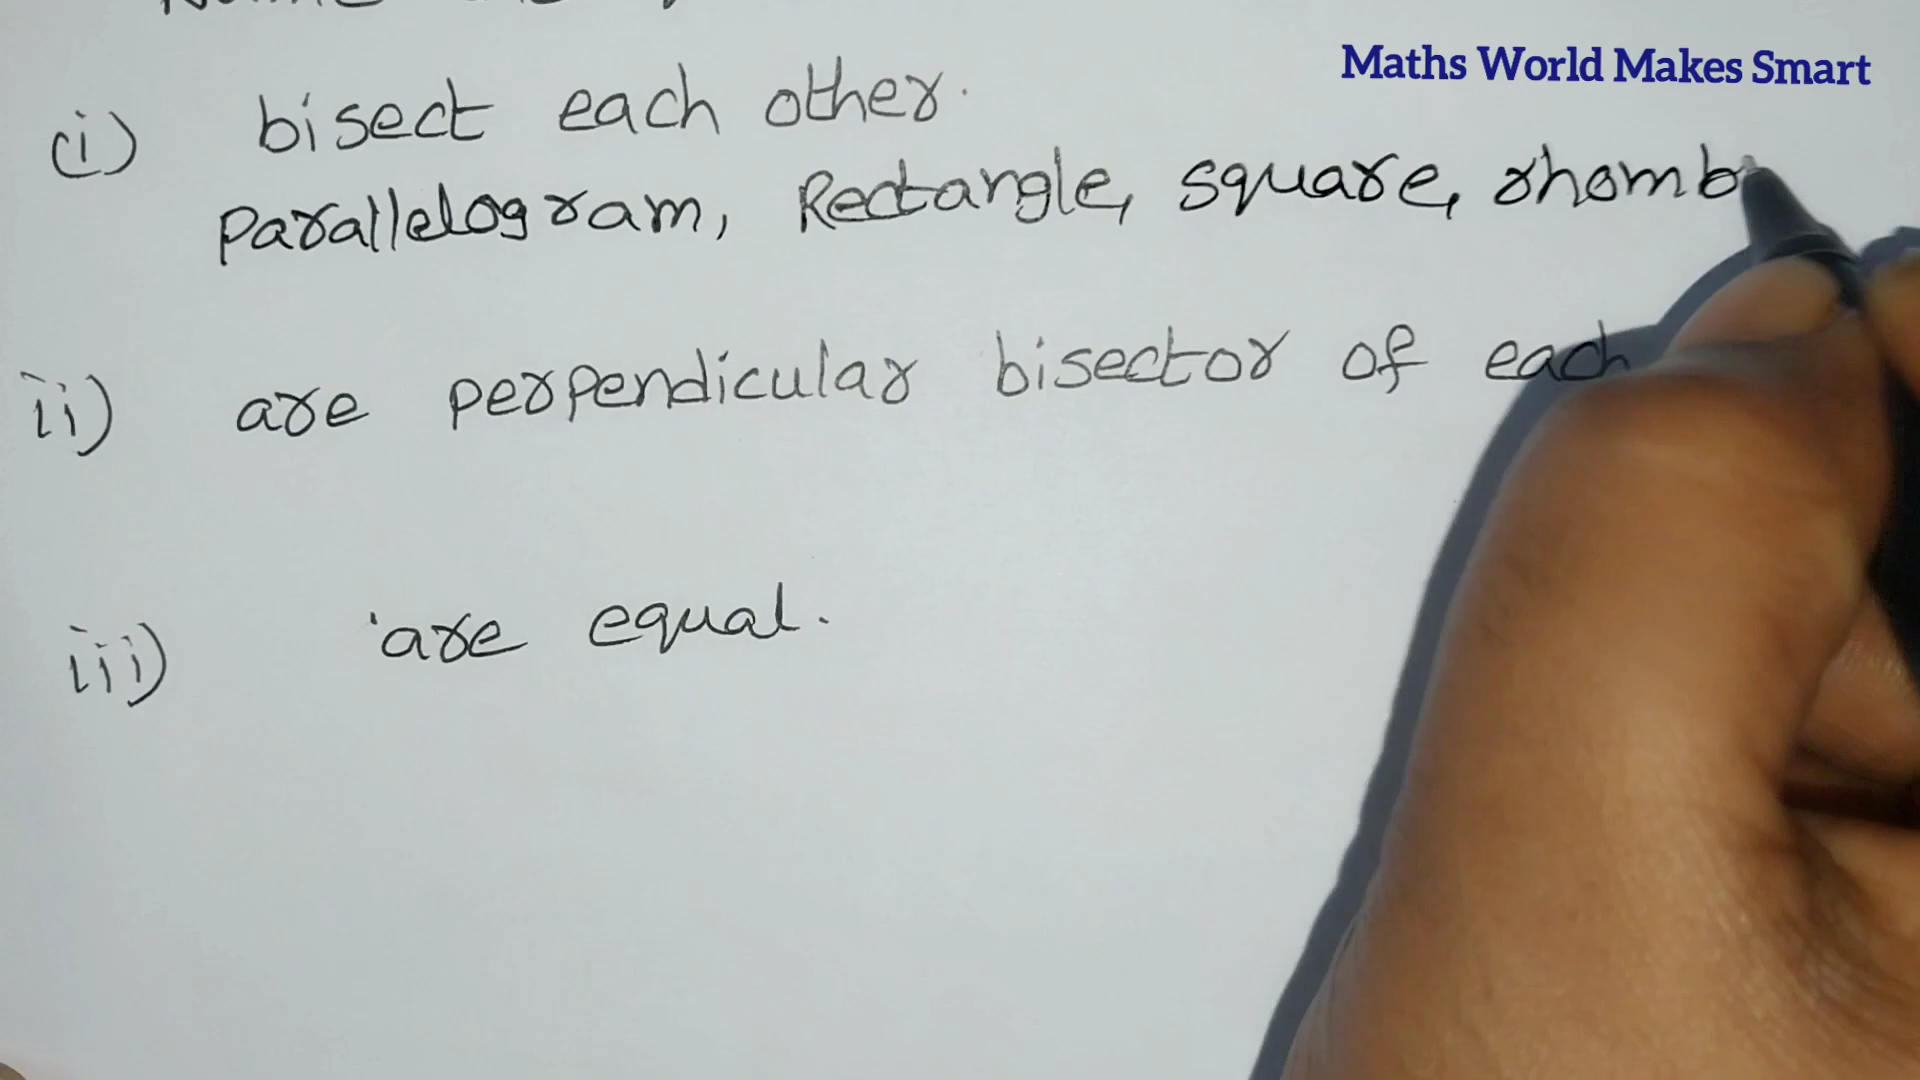 Maths World Makes Smart
(i) bisect each other.
Parallelogram, Rectangle, square, rhomb
ii) are perpendicular bisector of each
iii) are equal.